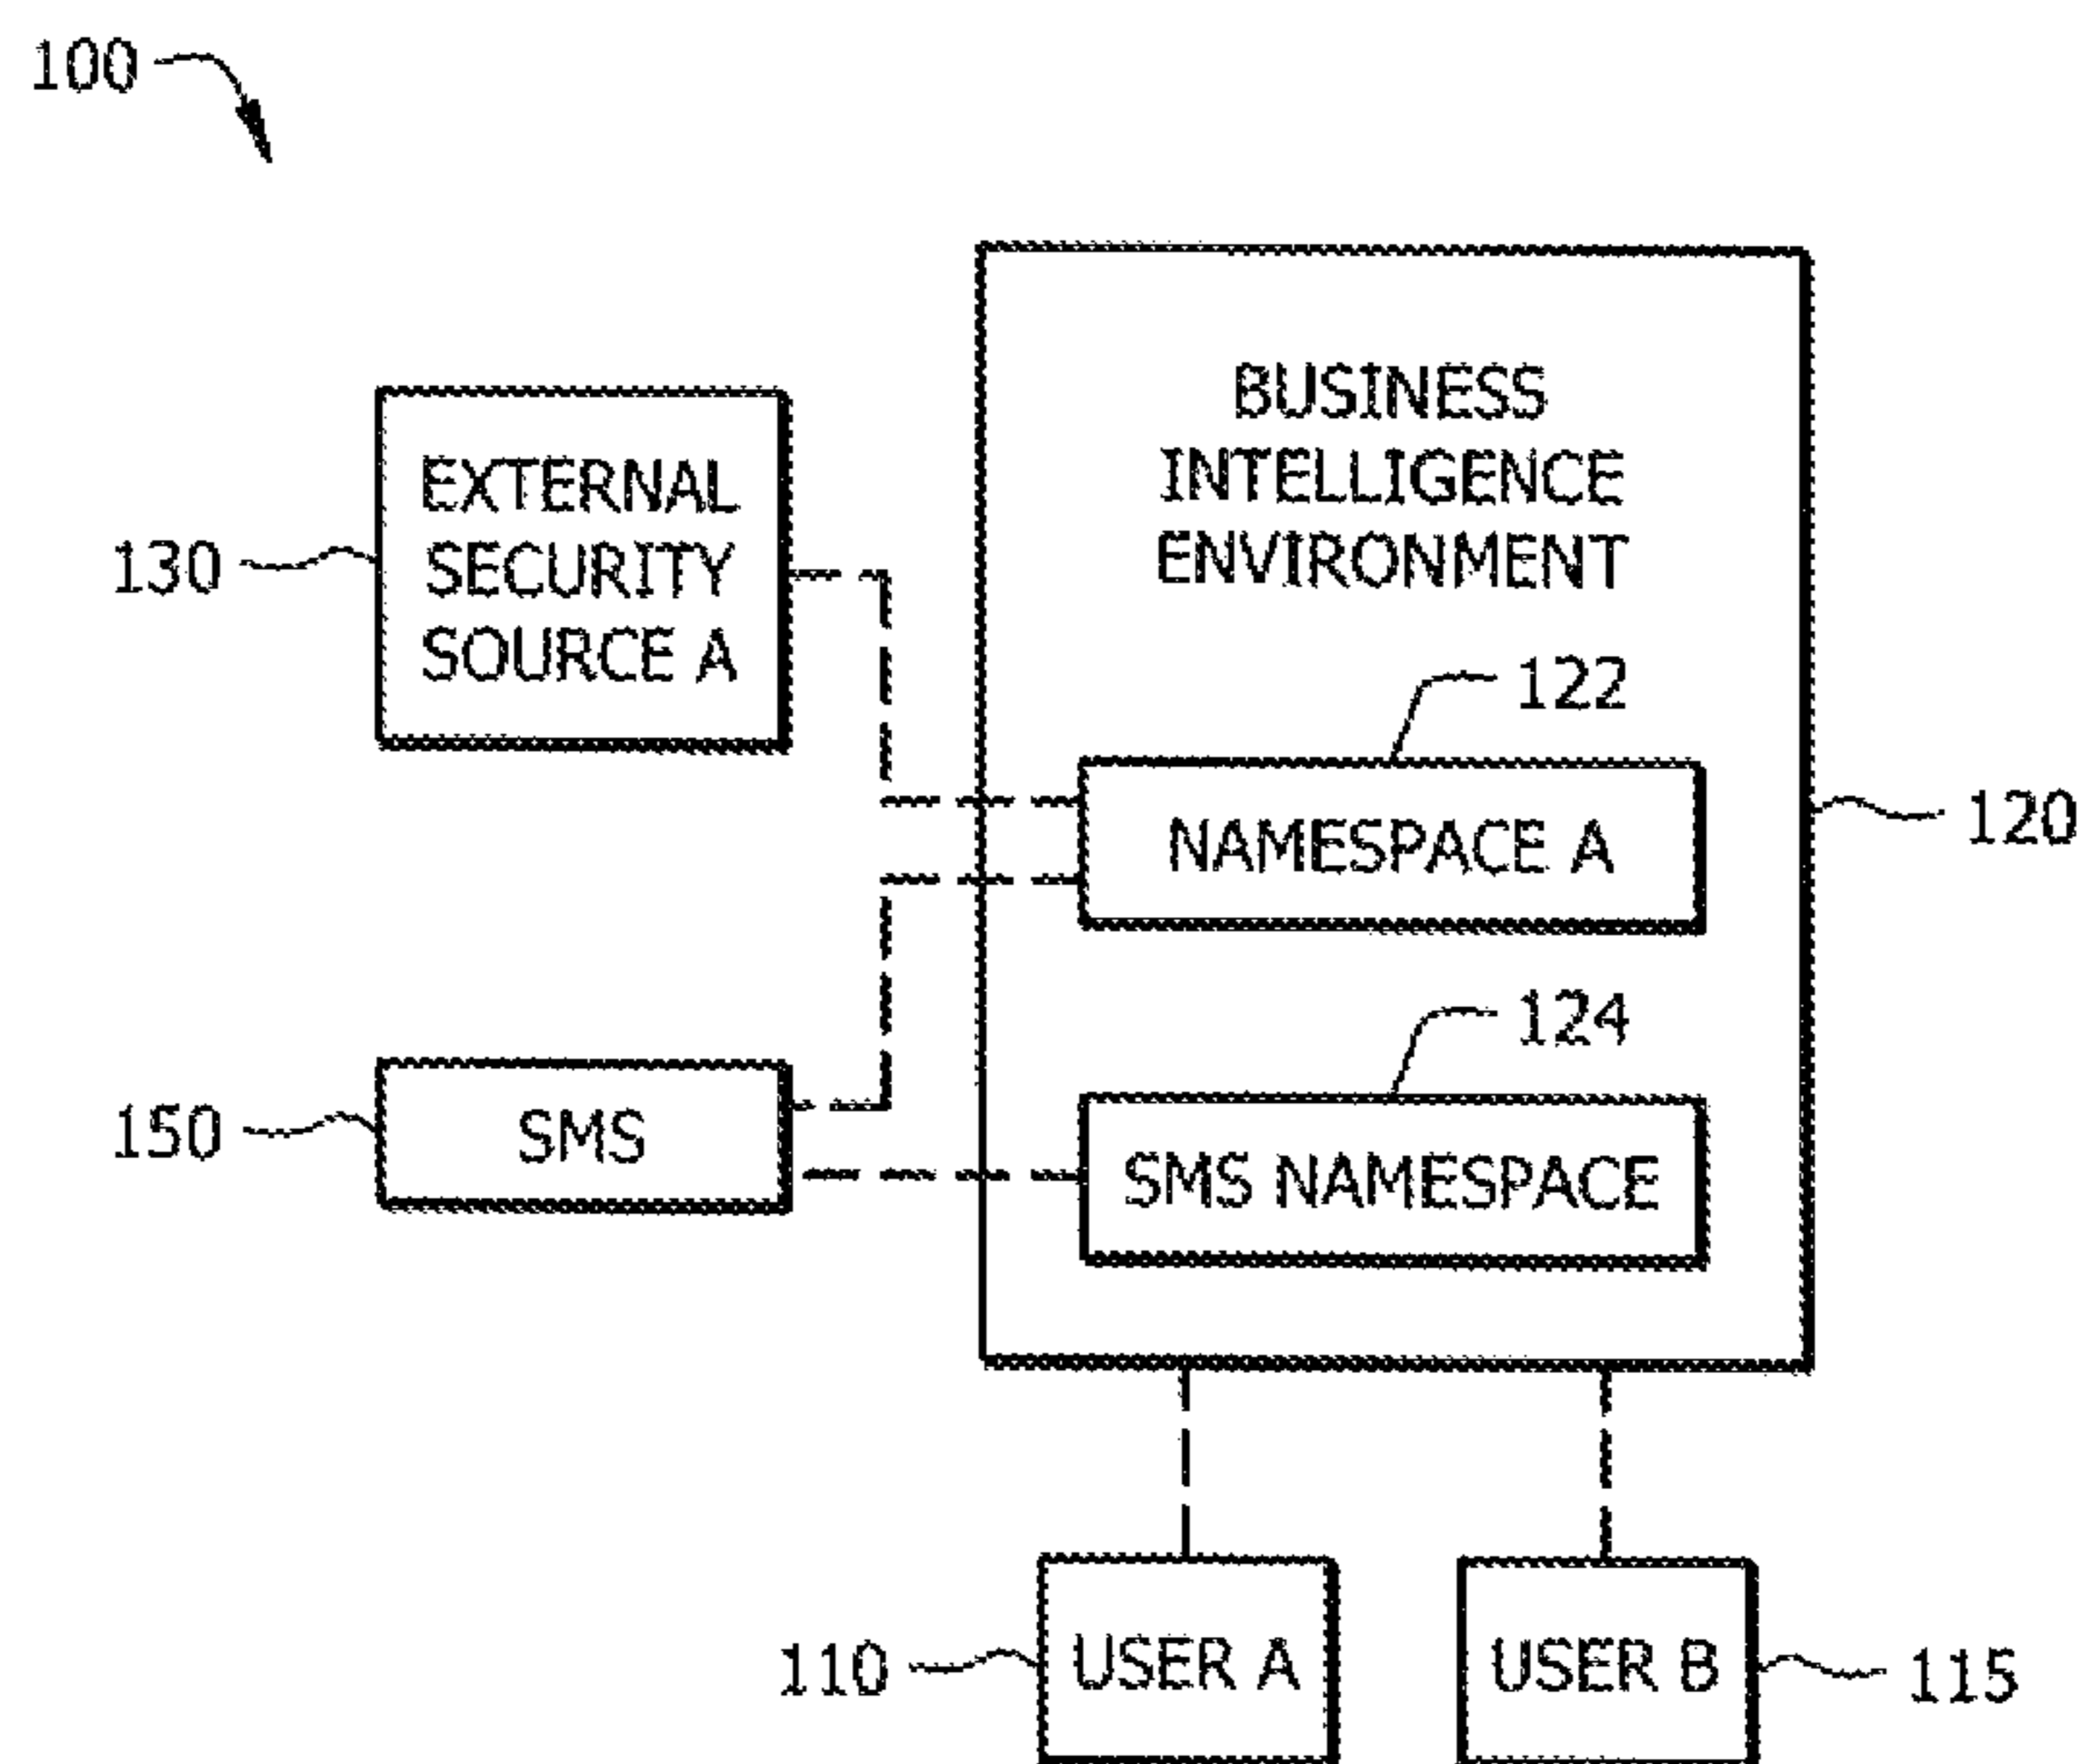 100
BUSINESS
INTELLIGENCE
ENVIRONMENT
EXTERNAL
SECURITY
SOURCE A
130
122
NAMESPACE A
120
124
150
SMS
SMS NAMESPACE
110
USER A
USER B
115